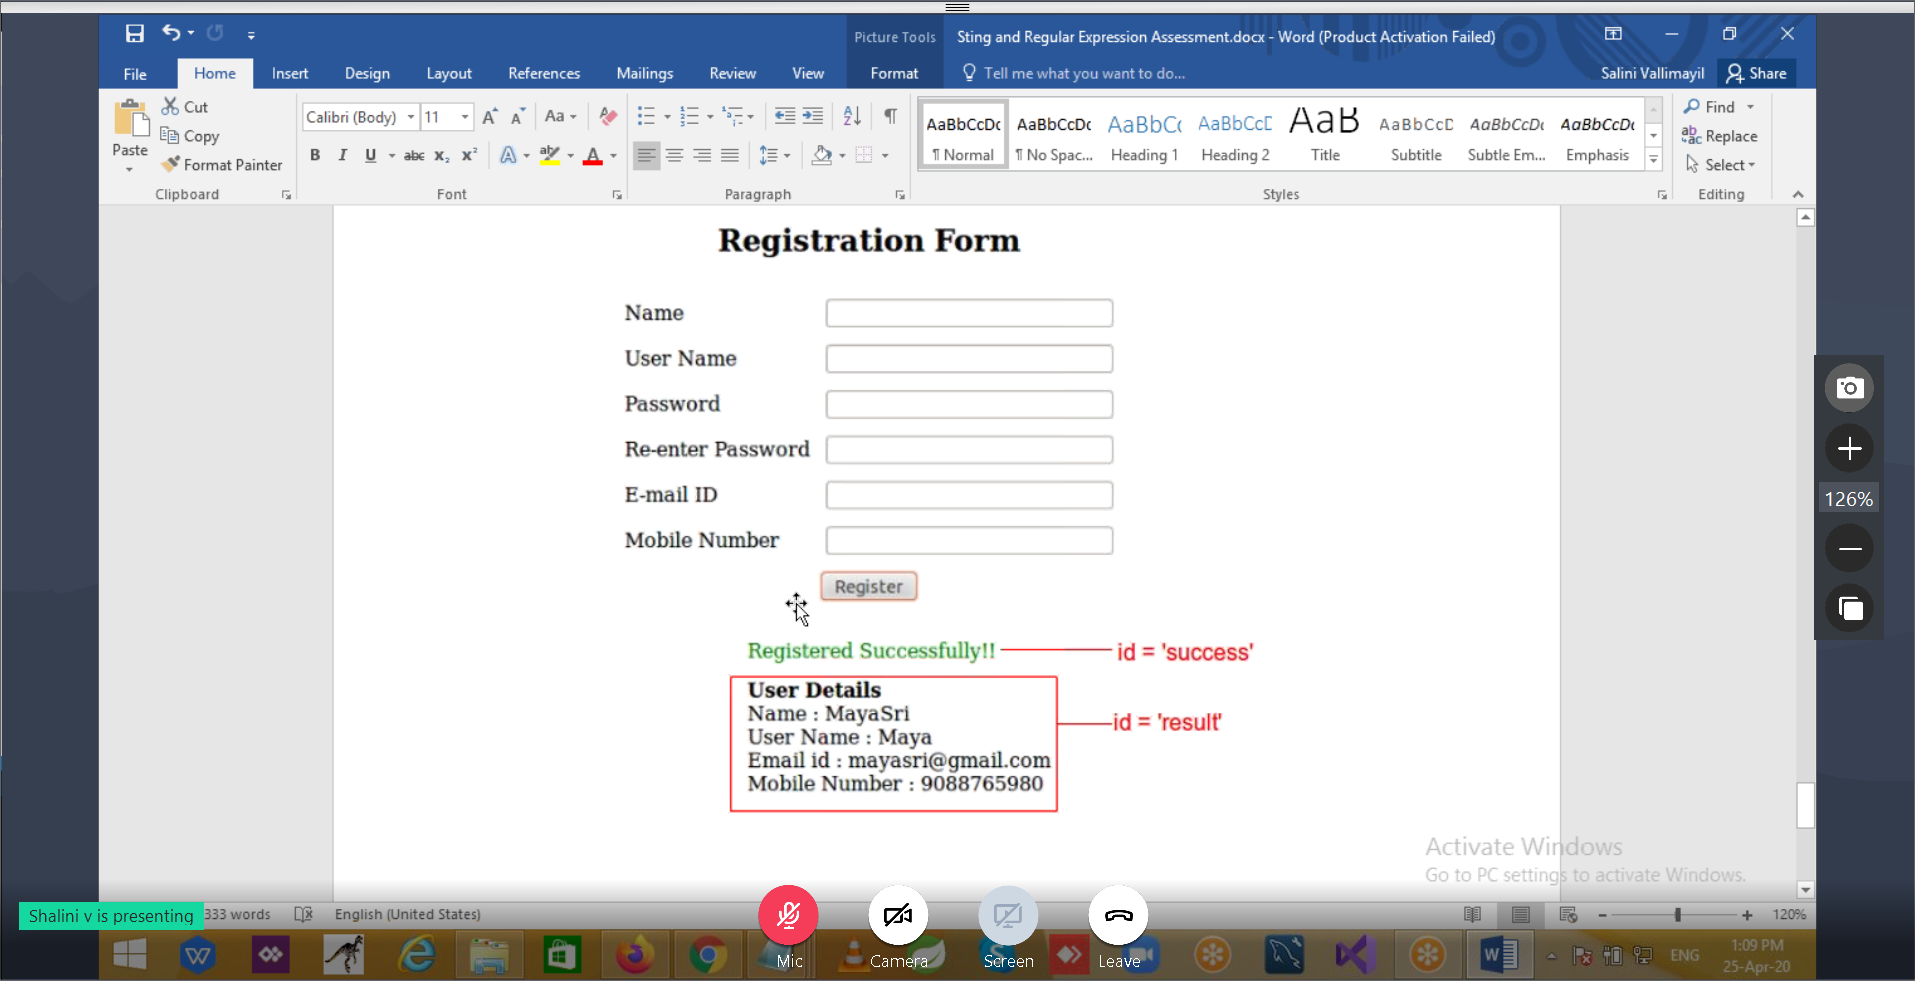 Picture Tools
Sting and Regular Expression Assessment.docx - Word (Product Activation Failed)
File
Home
Insert
Design
Layout
References
Mailings
Review
View
Format
Tell me what you want to do...
Salini Vallimayil
Share
Paste
Cut
Copy
Format Painter
Clipboard
Calibri (Body)
11
Font
Paragraph
AaBbCcDc
¶ Normal
AaBbCcDc
¶ No Spac...
AaBbCc
Heading 1
AaBbCcD
Heading 2
AaB
Title
AaBbCcD
Subtitle
AaBbCcDc
Subtle Em...
AaBbCcDc
Emphasis
Styles
Find
Replace
Select
Editing
Registration Form
Name
User Name
Password
Re-enter Password
E-mail ID
Mobile Number
Register
Registered Successfully!!
id = 'success'
User Details
Name : MayaSri
User Name : Maya
Email id : mayasri@gmail.com
Mobile Number : 9088765980
id = 'result'
126%
Activate Windows
Go to PC settings to activate Windows.
Shalini v is presenting
333 words
English (United States)
120%
Mic
Camera
Screen
Leave
ENG
1:09 PM
25-Apr-20